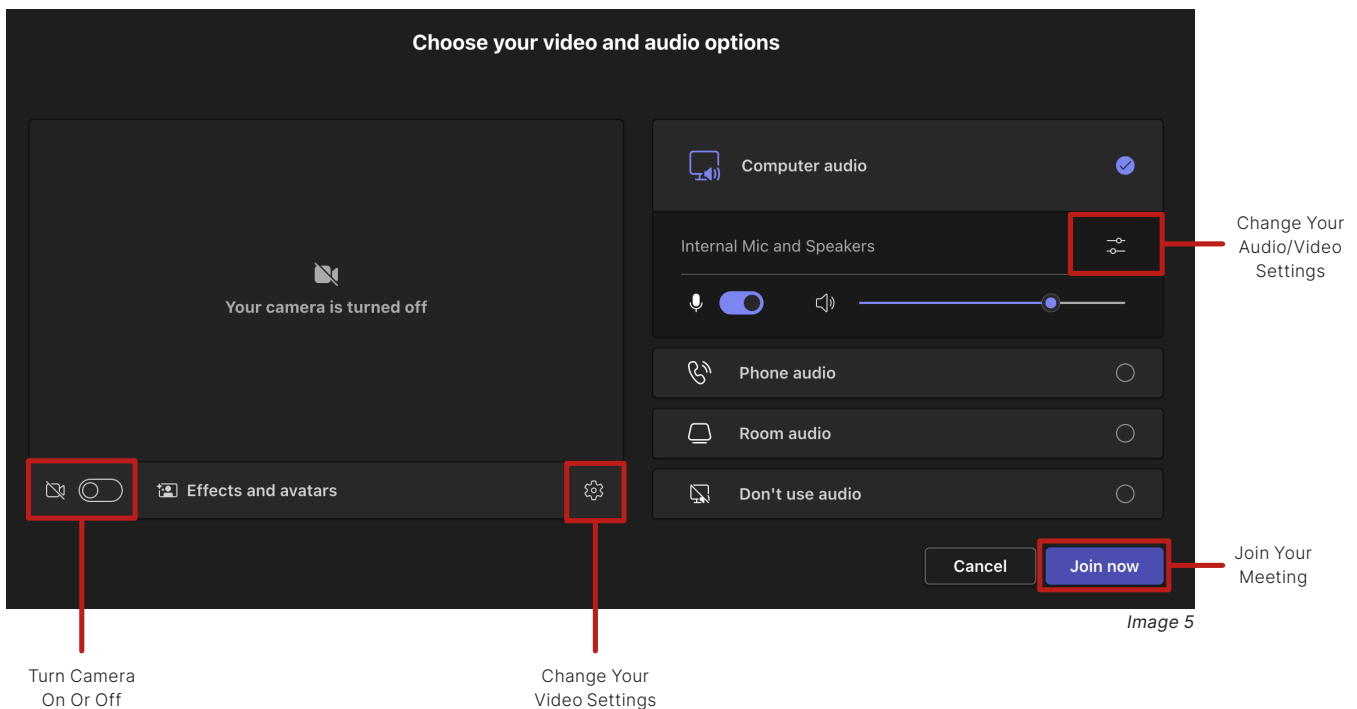 Choose your video and audio options
Your camera is turned off
Effects and avatars
Computer audio
Internal Mic and Speakers
Phone audio
Room audio
Don't use audio
Cancel
Join now
Change Your
Audio/Video
Settings
Join Your
Meeting
Image 5
Turn Camera
On Or Off
Change Your
Video Settings